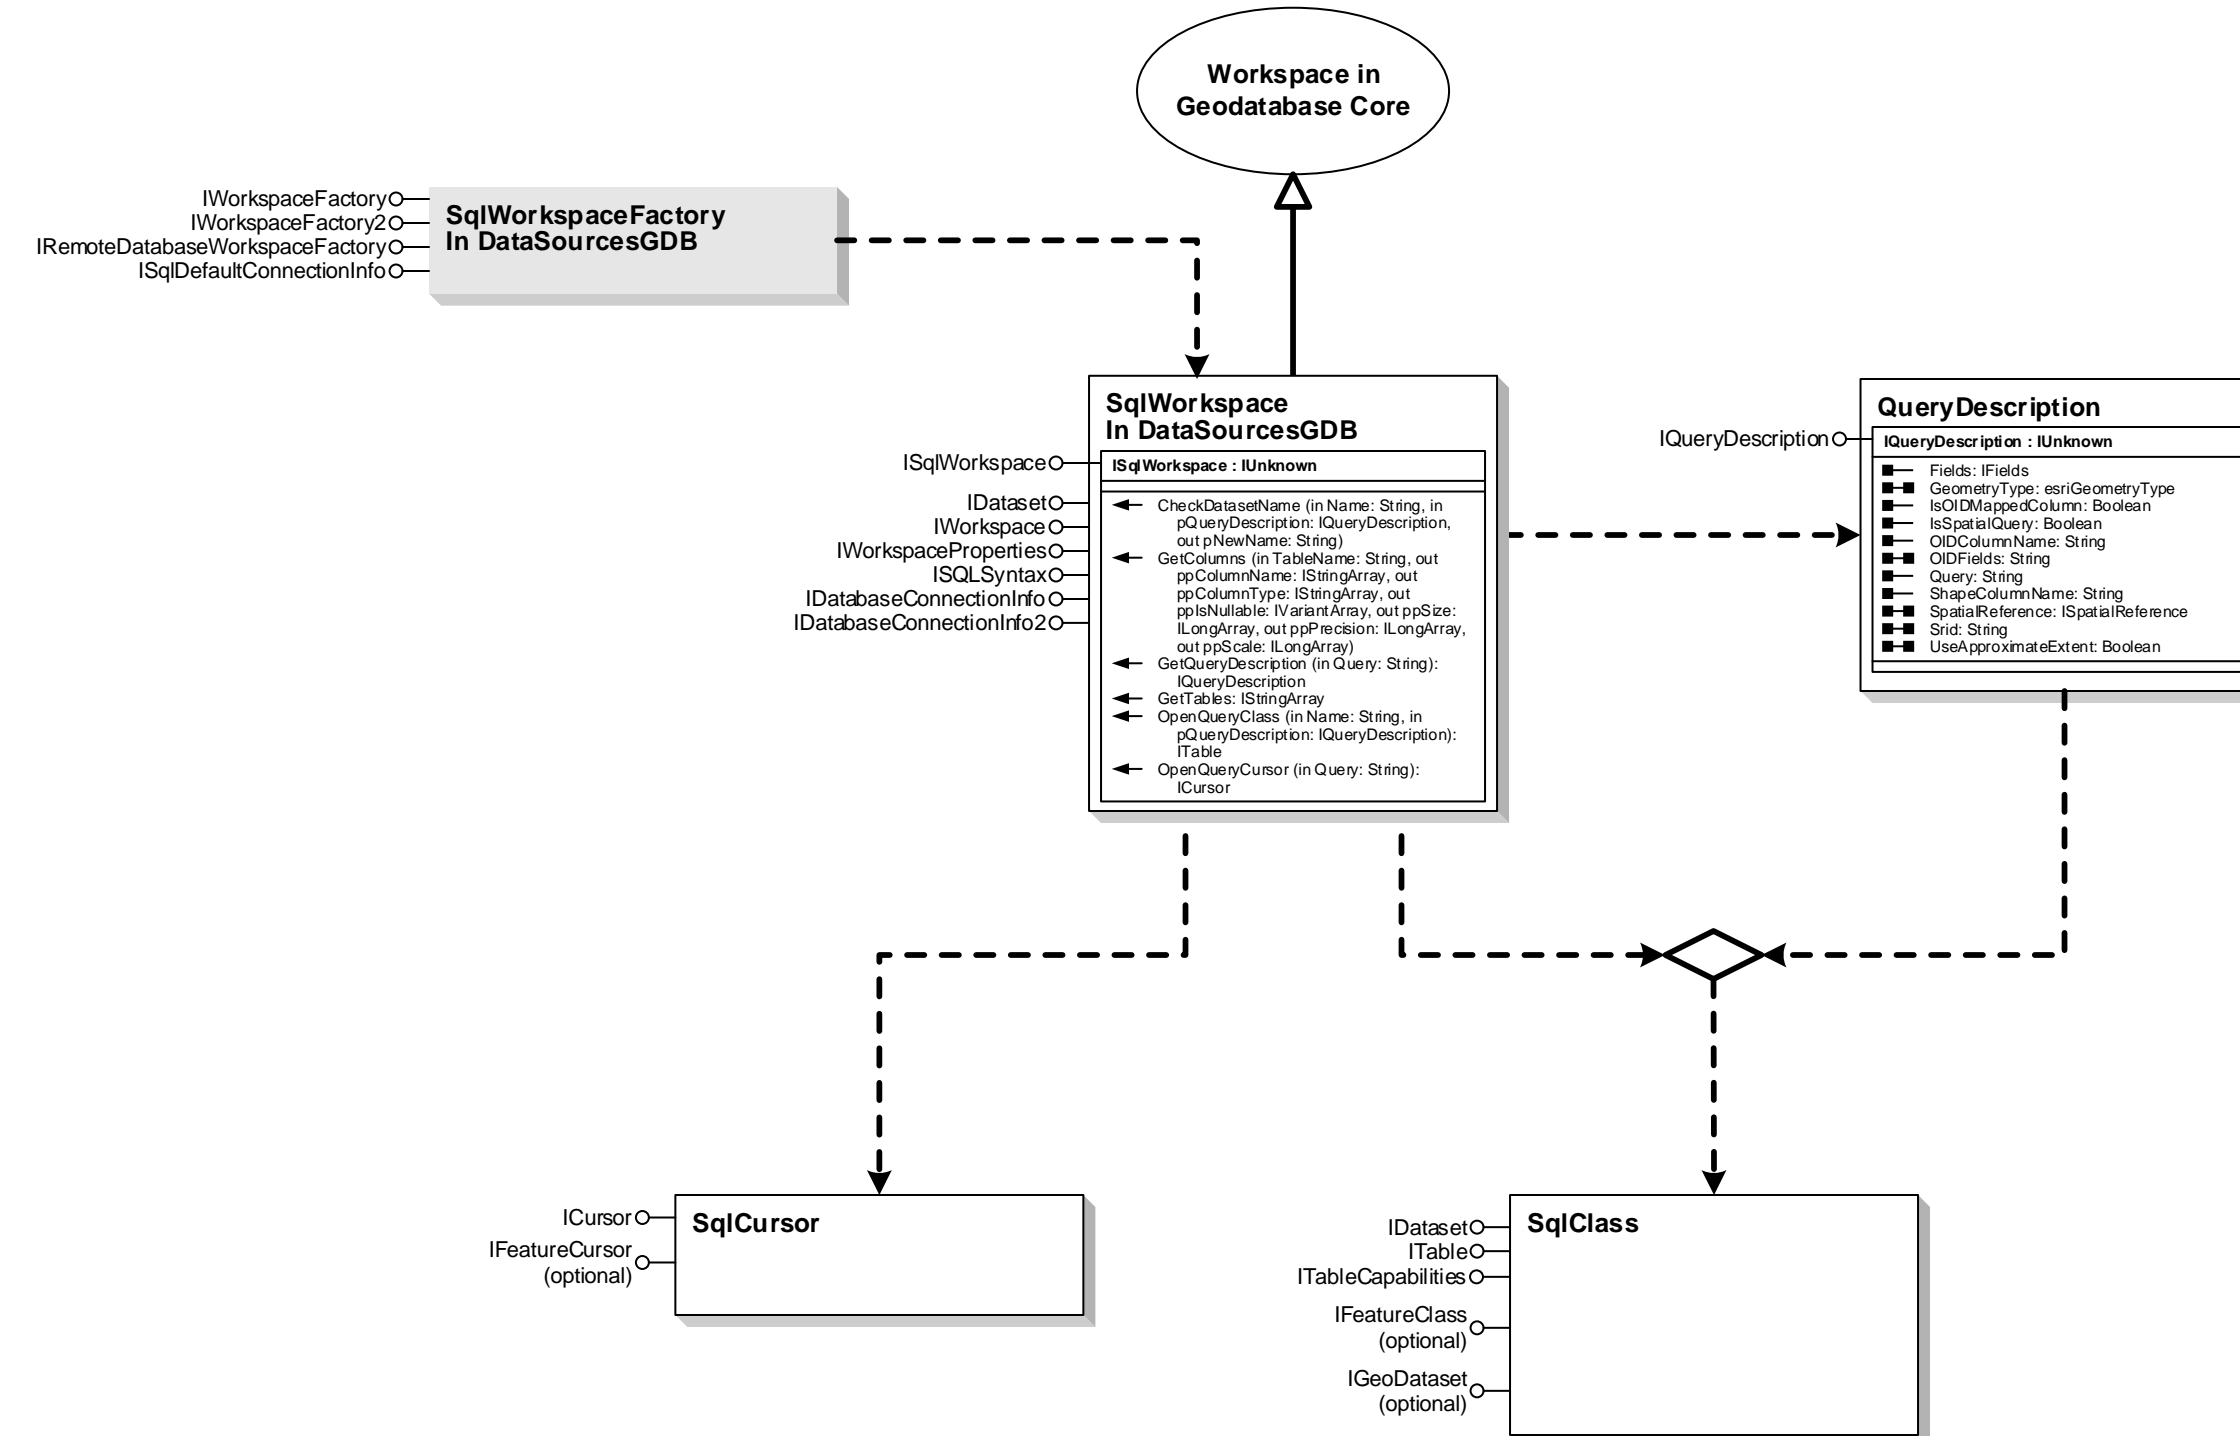 Workspace in
Geodatabase Core
IWorkspaceFactory
IWorkspaceFactory2
IRemoteDatabaseWorkspaceFactory
ISqlDefaultConnectionInfo
SqlWorkspaceFactory
In DataSourcesGDB
SqlWorkspace
In DataSourcesGDB
ISqlWorkspace
IDataset
IWorkspace
IWorkspaceProperties
ISQLSyntax
IDatabaseConnectionInfo
IDatabaseConnectionInfo2
ISqlWorkspace : IUnknown
CheckDatasetName (in Name: String, in
pQueryDescription: IQueryDescription,
out pNewName: String)
GetColumns (in TableName: String, out
ppColumnName: IStringArray, out
ppColumnType: IStringArray, out
ppIsNullable: IVariantArray, out ppSize:
ILongArray, out ppPrecision: ILongArray,
out ppScale: ILongArray)
GetQueryDescription (in Query: String):
IQueryDescription
GetTables: IStringArray
OpenQueryClass (in Name: String, in
pQueryDescription: IQueryDescription):
ITable
OpenQueryCursor (in Query: String):
ICursor
IQueryDescription
QueryDescription
IQueryDescription : IUnknown
Fields: IFields
GeometryType: esriGeometryType
IsOIDMappedColumn: Boolean
IsSpatialQuery: Boolean
OIDColumnName: String
OIDFields: String
Query: String
ShapeColumnName: String
SpatialReference: ISpatialReference
Srid: String
UseApproximateExtent: Boolean
ICursor
IFeatureCursor
(optional)
SqlCursor
IDataset
ITable
ITableCapabilities
IFeatureClass
(optional)
IGeoDataset
(optional)
SqlClass